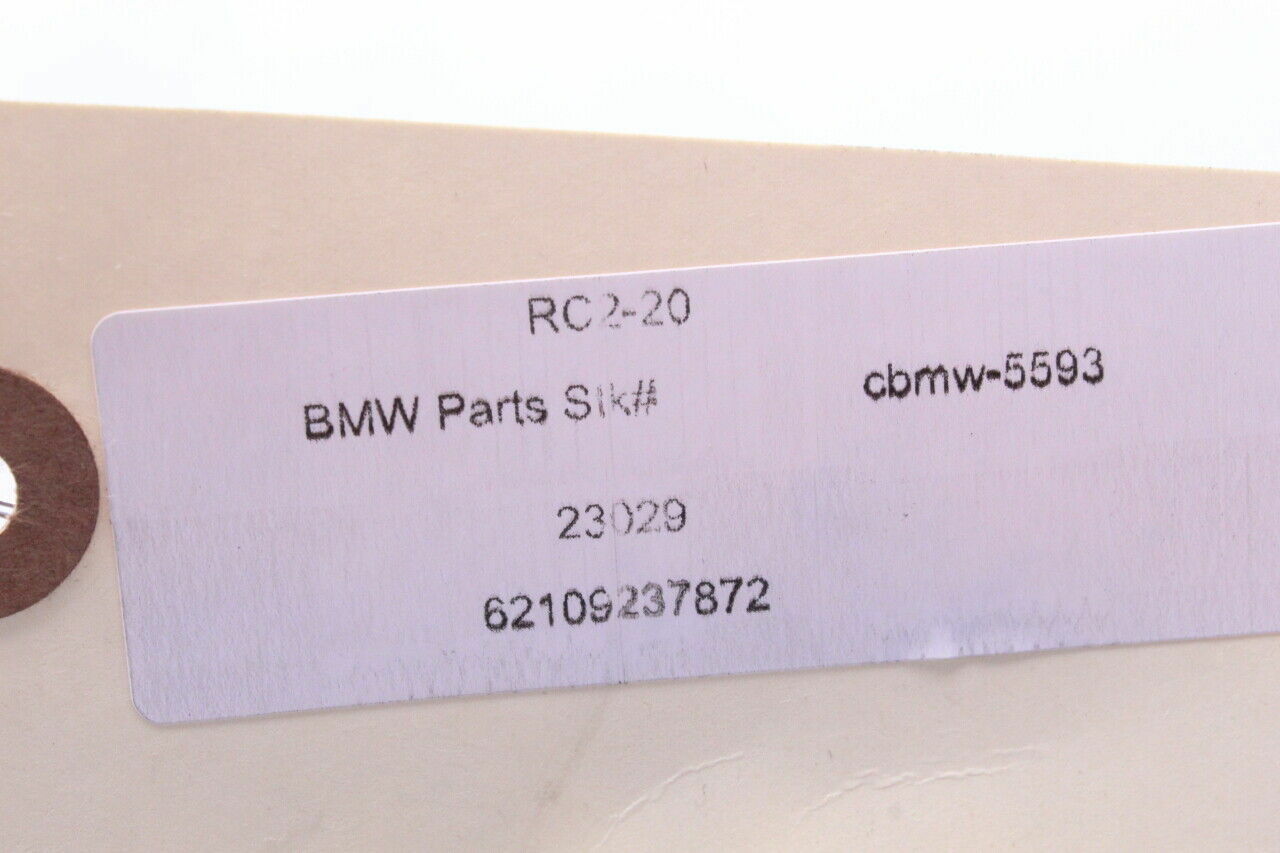 RC2-20
BMW Parts Stk# cbmw-5593
23029
62109237872